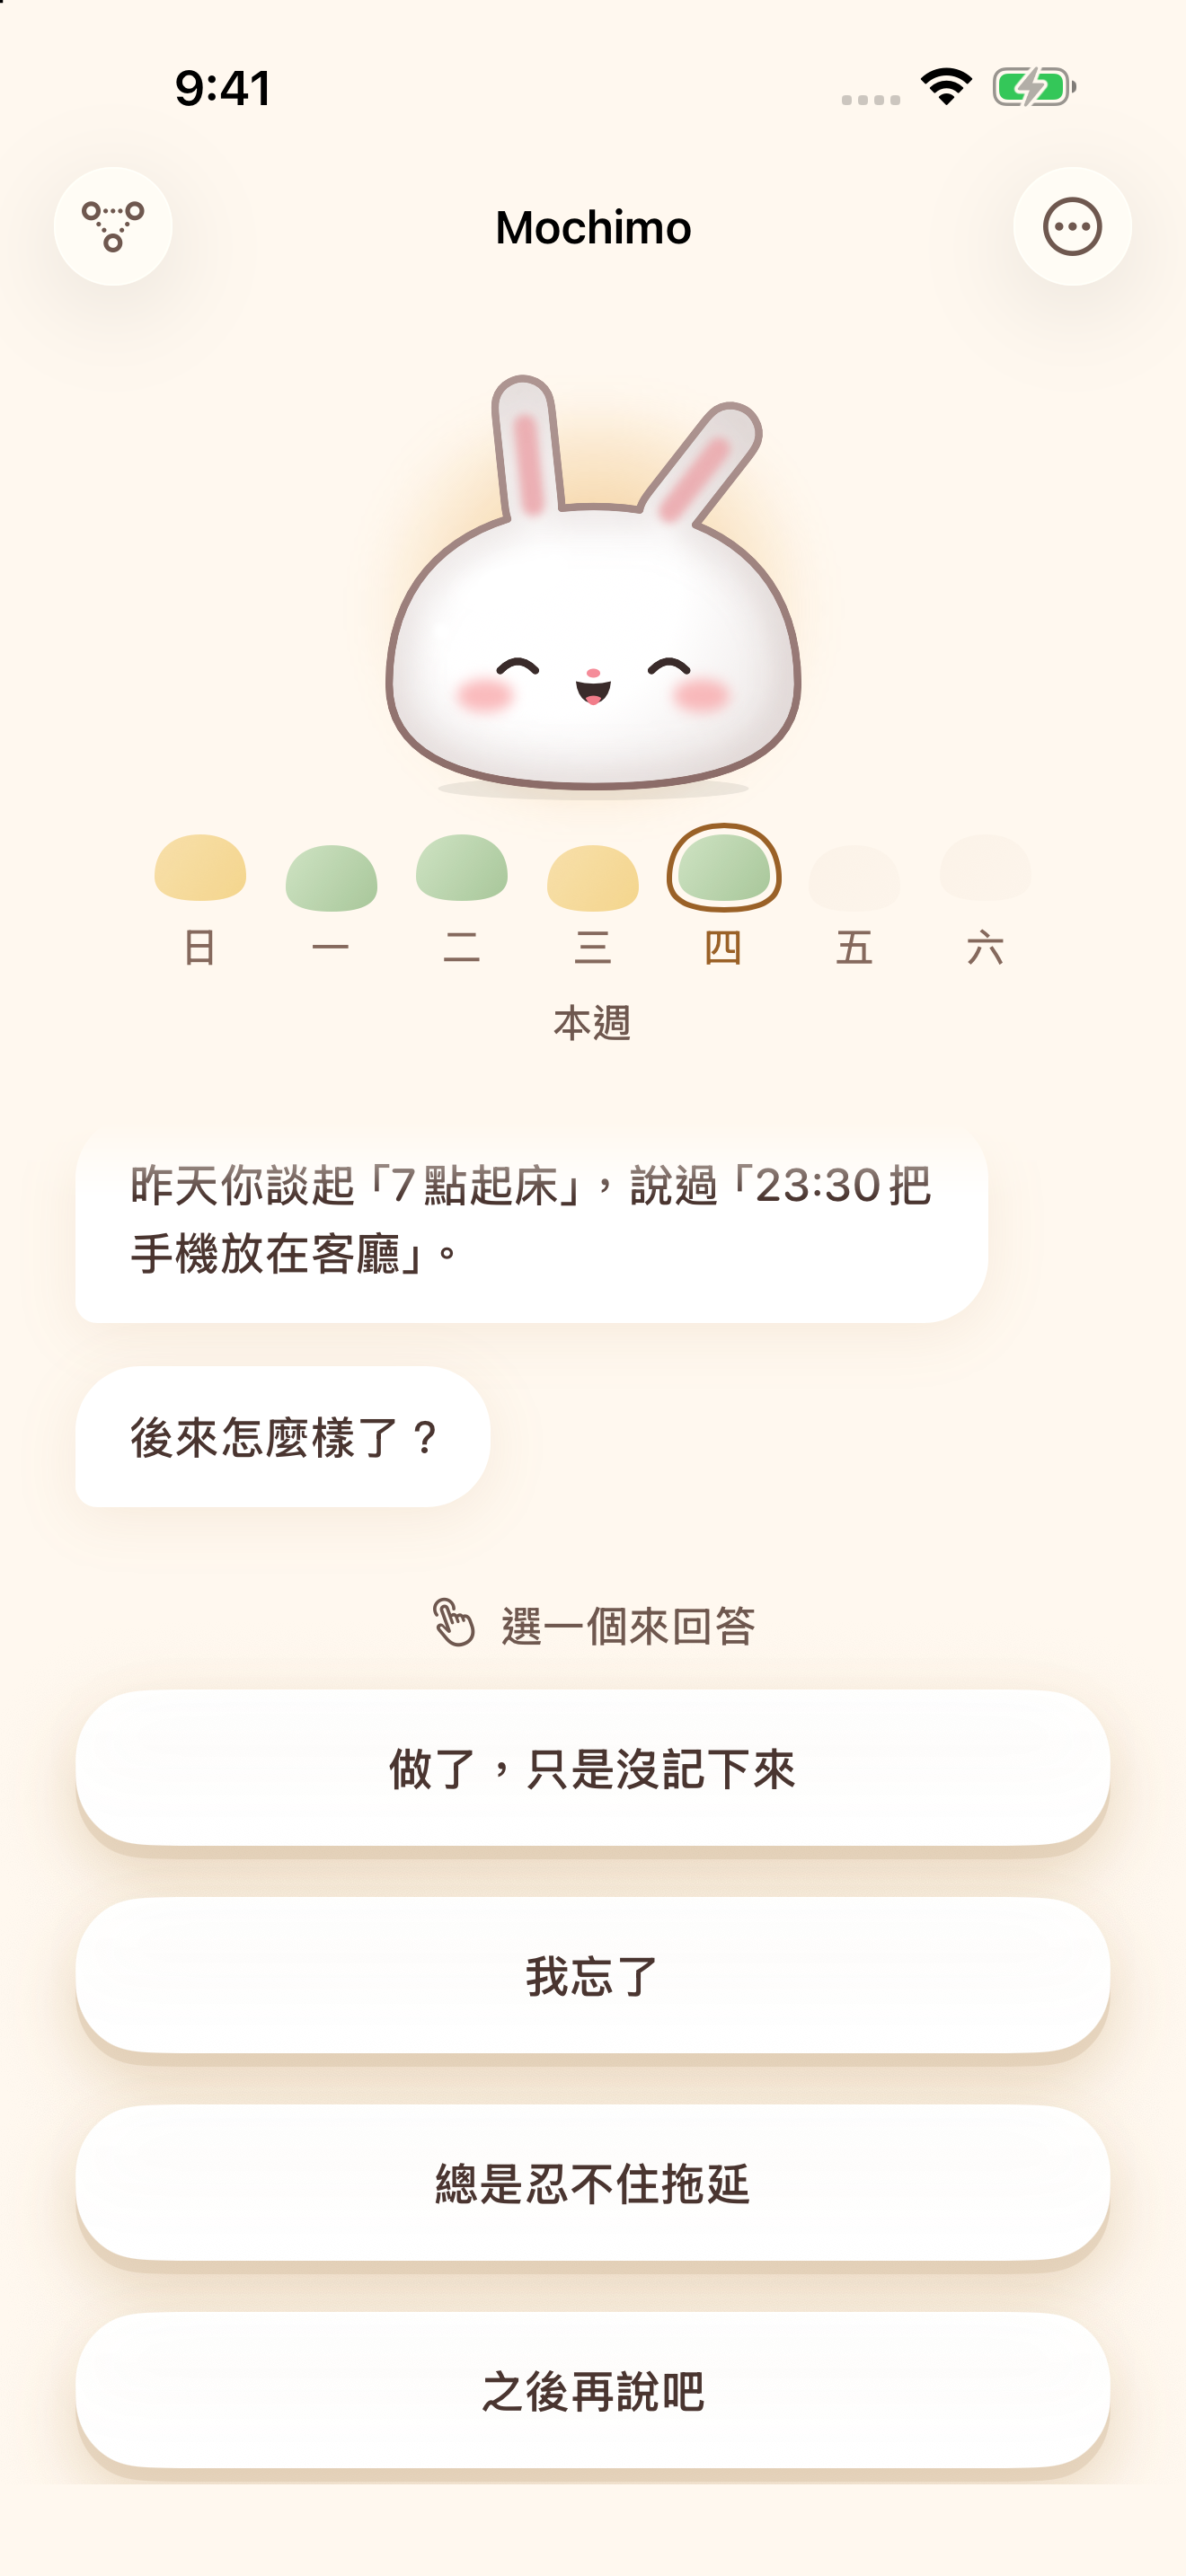 9:41
Mochimo
日 一 二 三 四 五 六
本週
昨天你談起「7點起床」,說過「23:30把
手機放在客廳」。
後來怎麼樣了?
選一個來回答
做了,只是沒記下來
我忘了
總是忍不住拖延
之後再說吧